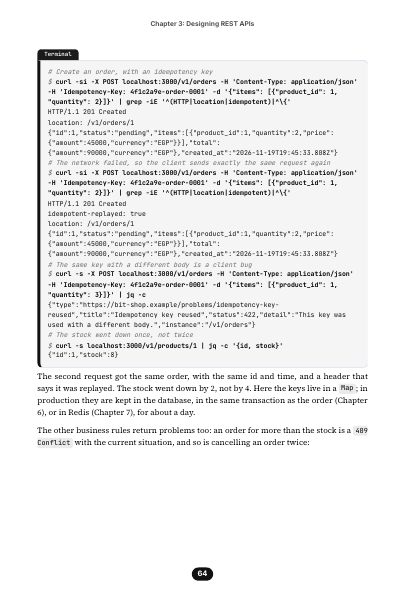 Chapter 3: Designing REST APIs
Terminal
# Create an order, with an idempotency key
$ curl -si -X POST localhost:3000/v1/orders -H 'Content-Type: application/json'
-H 'Idempotency-Key: 4f1c2a9e-order-0001' -d '{"items": [{"product_id": 1,
"quantity": 2}]}' | grep -iE '^(HTTP|location|idempotent)|^\{'
HTTP/1.1 201 Created
location: /v1/orders/1
{"id":1,"status":"pending","items":[{"product_id":1,"quantity":2,"price":
{"amount":45000,"currency":"EGP"}}],"total":
{"amount":90000,"currency":"EGP"},"created_at":"2026-11-19T19:45:33.808Z"}
# The network failed, so the client sends exactly the same request again
$ curl -si -X POST localhost:3000/v1/orders -H 'Content-Type: application/json'
-H 'Idempotency-Key: 4f1c2a9e-order-0001' -d '{"items": [{"product_id": 1,
"quantity": 2}]}' | grep -iE '^(HTTP|location|idempotent)|^\{'
HTTP/1.1 201 Created
idempotent-replayed: true
location: /v1/orders/1
{"id":1,"status":"pending","items":[{"product_id":1,"quantity":2,"price":
{"amount":45000,"currency":"EGP"}}],"total":
{"amount":90000,"currency":"EGP"},"created_at":"2026-11-19T19:45:33.808Z"}
# The same key with a different body is a client bug
$ curl -s -X POST localhost:3000/v1/orders -H 'Content-Type: application/json'
-H 'Idempotency-Key: 4f1c2a9e-order-0001' -d '{"items": [{"product_id": 1,
"quantity": 3}]}' | jq -c
{"type":"https://bit-shop.example/problems/idempotency-key-
reused","title":"Idempotency key reused","status":422,"detail":"This key was
used with a different body.","instance":"/v1/orders"}
# The stock went down once, not twice
$ curl -s localhost:3000/v1/products/1 | jq -c '{id, stock}'
{"id":1,"stock":8}
The second request got the same order, with the same id and time, and a header that
says it was replayed. The stock went down by 2, not by 4. Here the keys live in a Map; in
production they are kept in the database, in the same transaction as the order (Chapter
6), or in Redis (Chapter 7), for about a day.
The other business rules return problems too: an order for more than the stock is a 409
Conflict with the current situation, and so is cancelling an order twice:
64